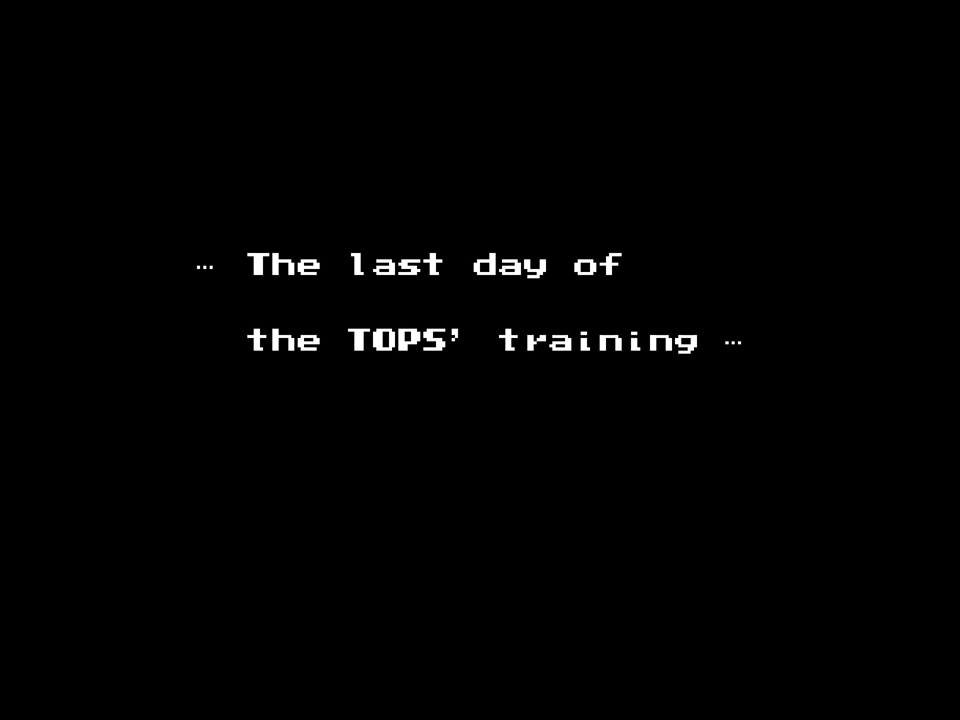 … The last day of
the TOPS' training …